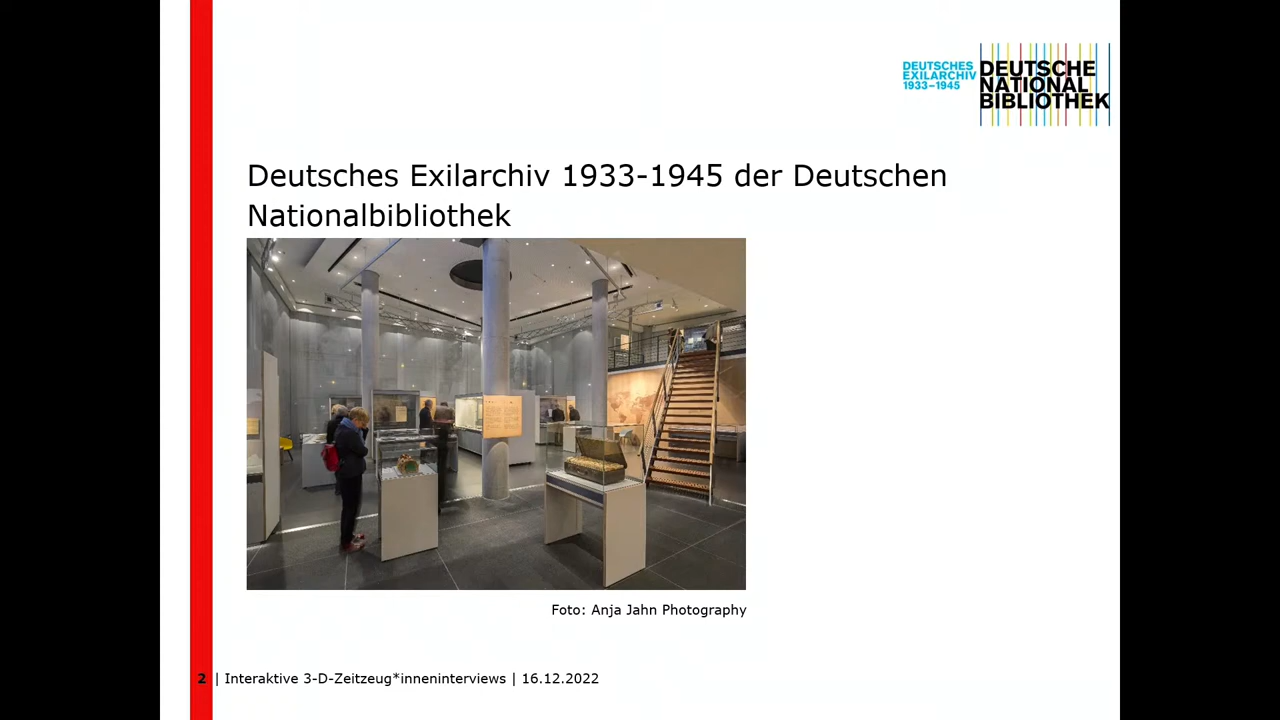 DEUTSCHES
EXILARCHIV
1933–1945
DEUTSCHE
NATIONAL
BIBLIOTHEK
Deutsches Exilarchiv 1933-1945 der Deutschen
Nationalbibliothek
Foto: Anja Jahn Photography
2 | Interaktive 3-D-Zeitzeug*inneninterviews | 16.12.2022